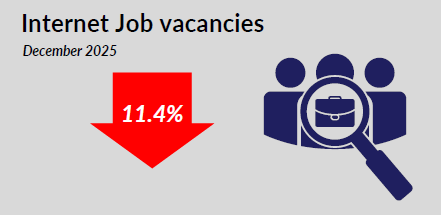 Internet Job vacancies
December 2025
11.4%